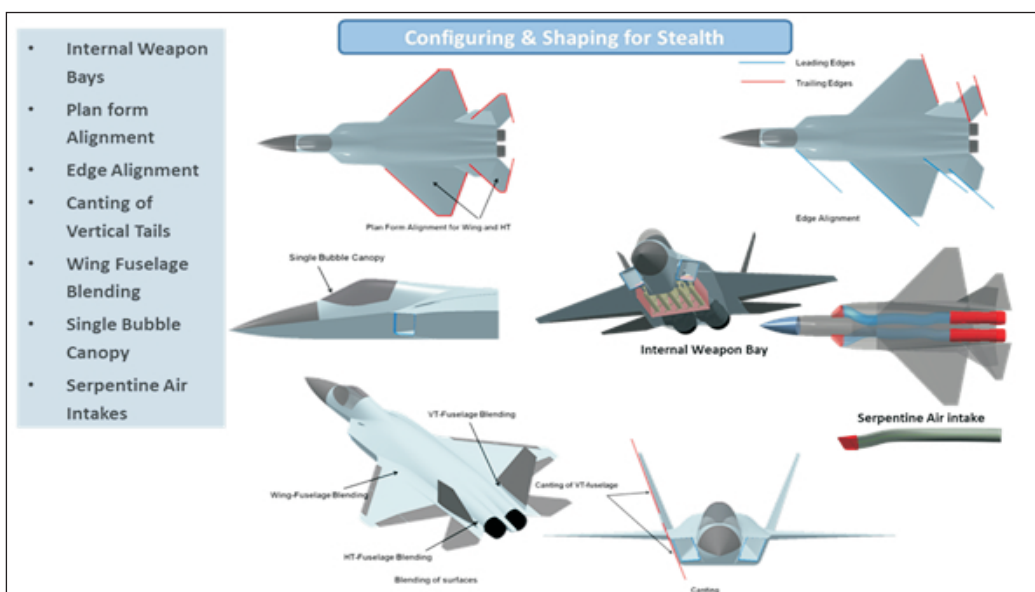 Configuring & Shaping for Stealth
• Internal Weapon
Bays
• Plan form
Alignment
• Edge Alignment
• Canting of
Vertical Tails
• Wing Fuselage
Blending
• Single Bubble
Canopy
• Serpentine Air
Intakes
Leading Edges
Trailing Edges
Plan Form Alignment for Wing and HT
Edge Alignment
Single Bubble Canopy
Internal Weapon Bay
Serpentine Air intake
VT-Fuselage Blending
Wing-Fuselage Blending
HT-Fuselage Blending
Blending of surfaces
Canting of VT-fuselage
Canting